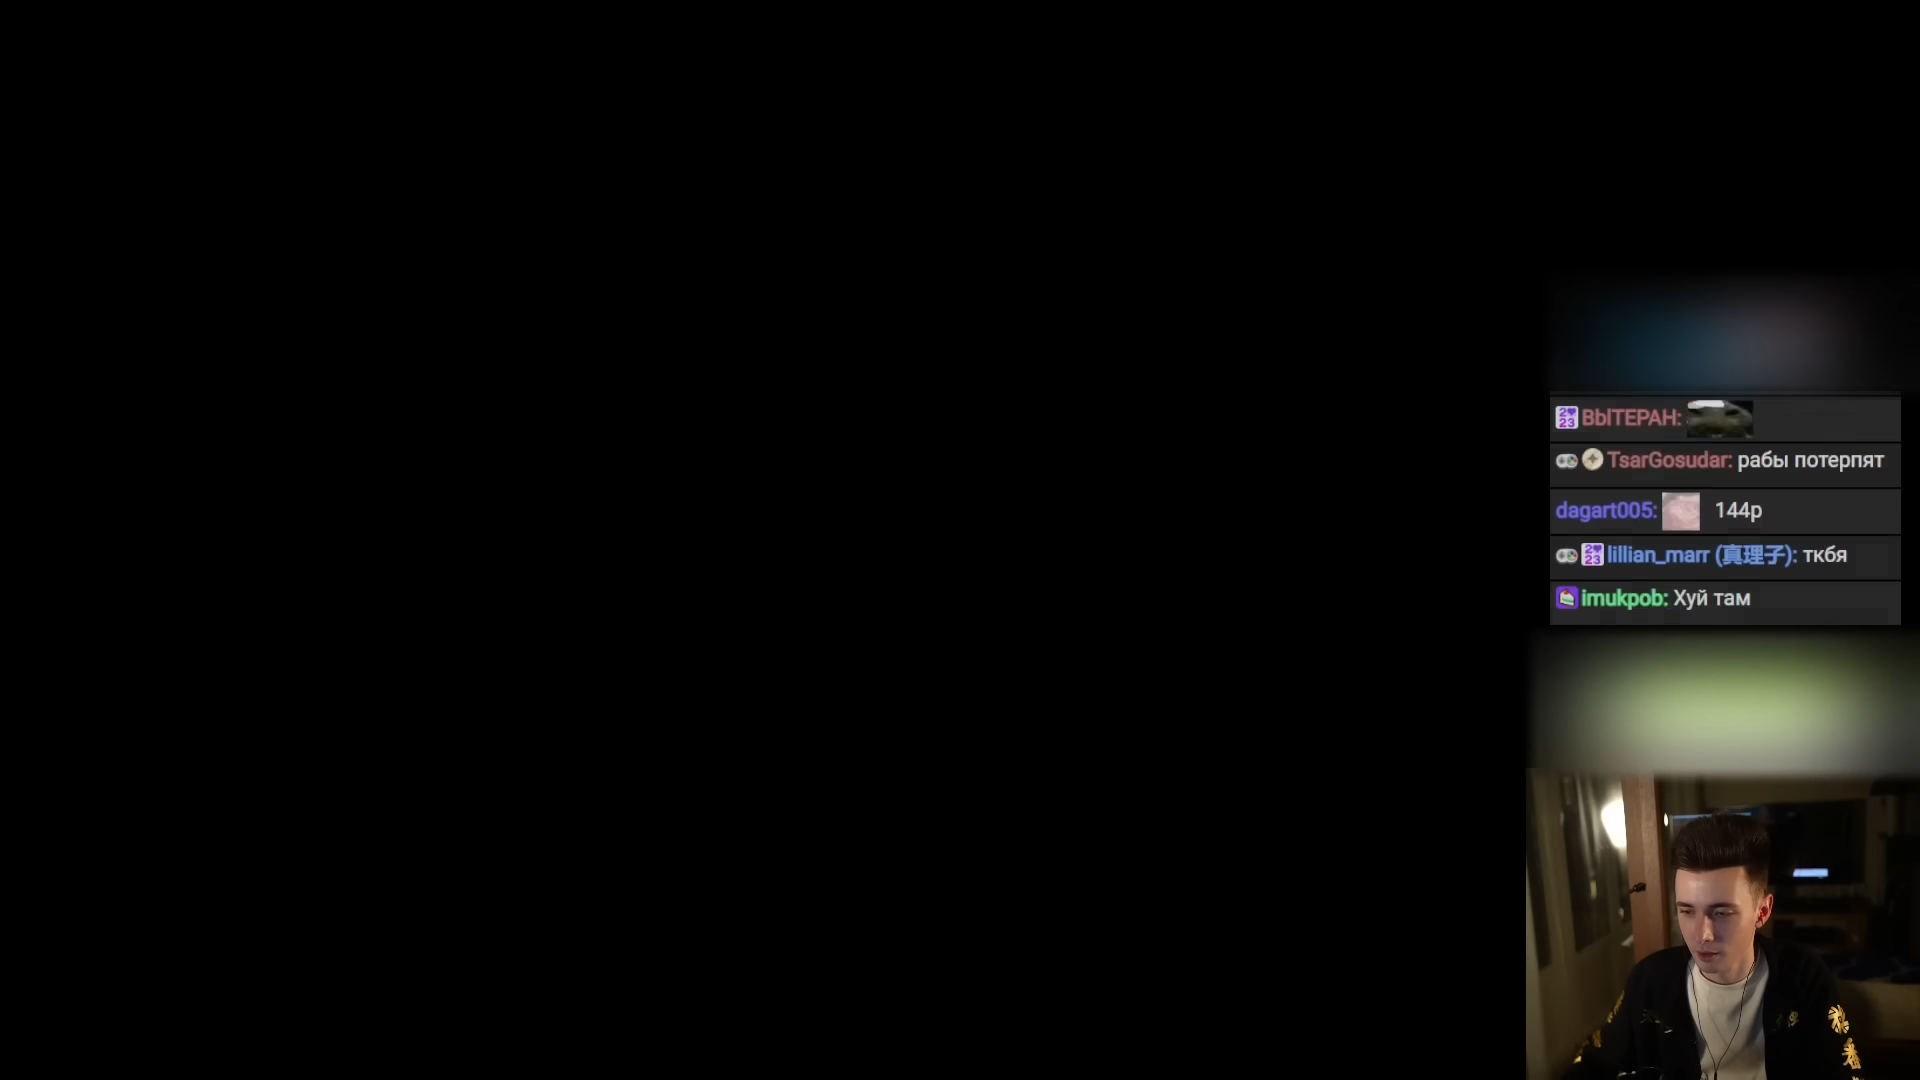 ВЫТЕРАН:
TsarGosudar: рабы потерпят
dagart005: 144p
lillian_marr (真理子): ткбя
imukpob: Хуй там